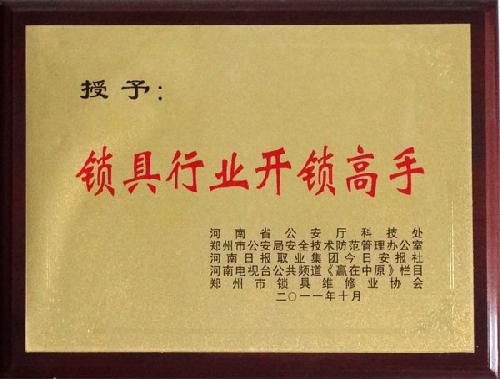 授予：
锁具行业开锁高手
河南省公安厅科技处
郑州市公安局安全技术防范管理办公室
河南日报取业集团今日安报社
河南电视台公共频道《赢在中原》栏目
郑州市锁具维修业协会
二〇一一年十月